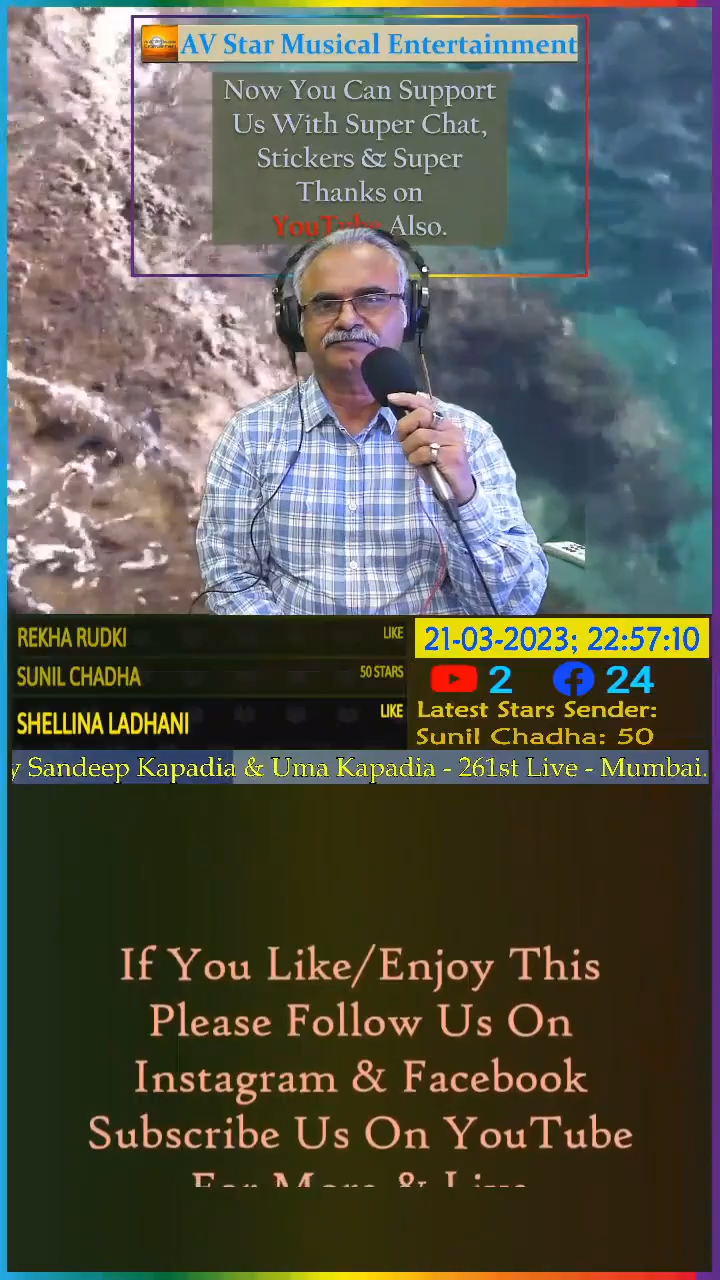 AV Star Musical Entertainment
Now You Can Support
Us With Super Chat,
Stickers & Super
Thanks on
YouTube Also.
REKHA RUDKI LIKE
SUNIL CHADHA 50 STARS
SHELLINA LADHANI LIKE
21-03-2023; 22:57:10
2 24
Latest Stars Sender:
Sunil Chadha: 50
y Sandeep Kapadia & Uma Kapadia - 261st Live - Mumbai.
If You Like/Enjoy This
Please Follow Us On
Instagram & Facebook
Subscribe Us On YouTube
For More & Live